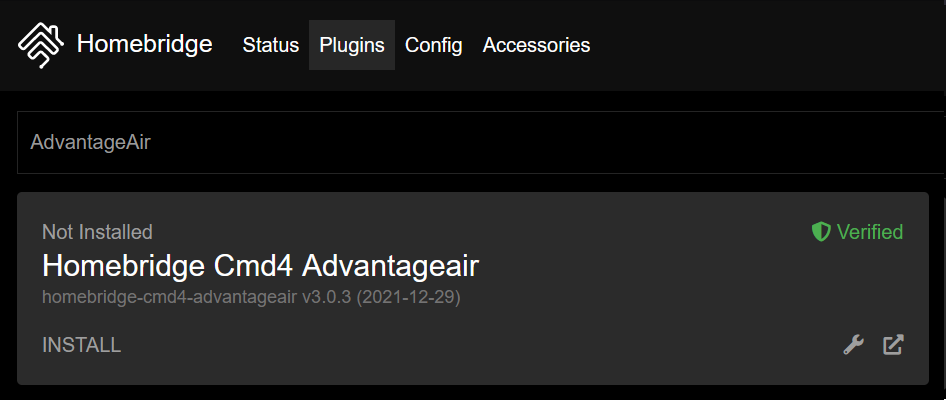 Homebridge Status Plugins Config Accessories
AdvantageAir
Not Installed Verified
Homebridge Cmd4 Advantageair
homebridge-cmd4-advantageair v3.0.3 (2021-12-29)
INSTALL